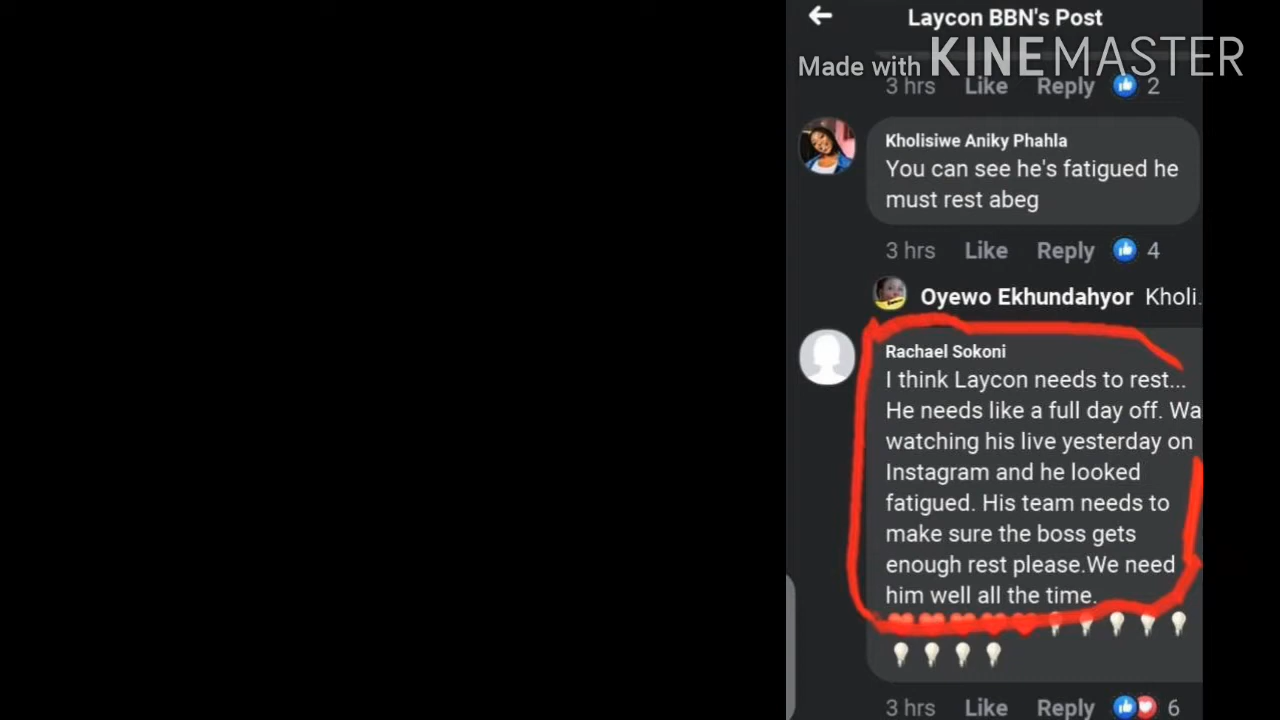 Laycon BBN's Post
Made with KINEMASTER
3 hrs Like Reply 2
Kholisiwe Aniky Phahla
You can see he's fatigued he
must rest abeg
3 hrs Like Reply 4
Oyewo Ekhundahyor Kholi...
Rachael Sokoni
I think Laycon needs to rest...
He needs like a full day off. Wa
watching his live yesterday on
Instagram and he looked
fatigued. His team needs to
make sure the boss gets
enough rest please.We need
him well all the time.
3 hrs Like Reply 6